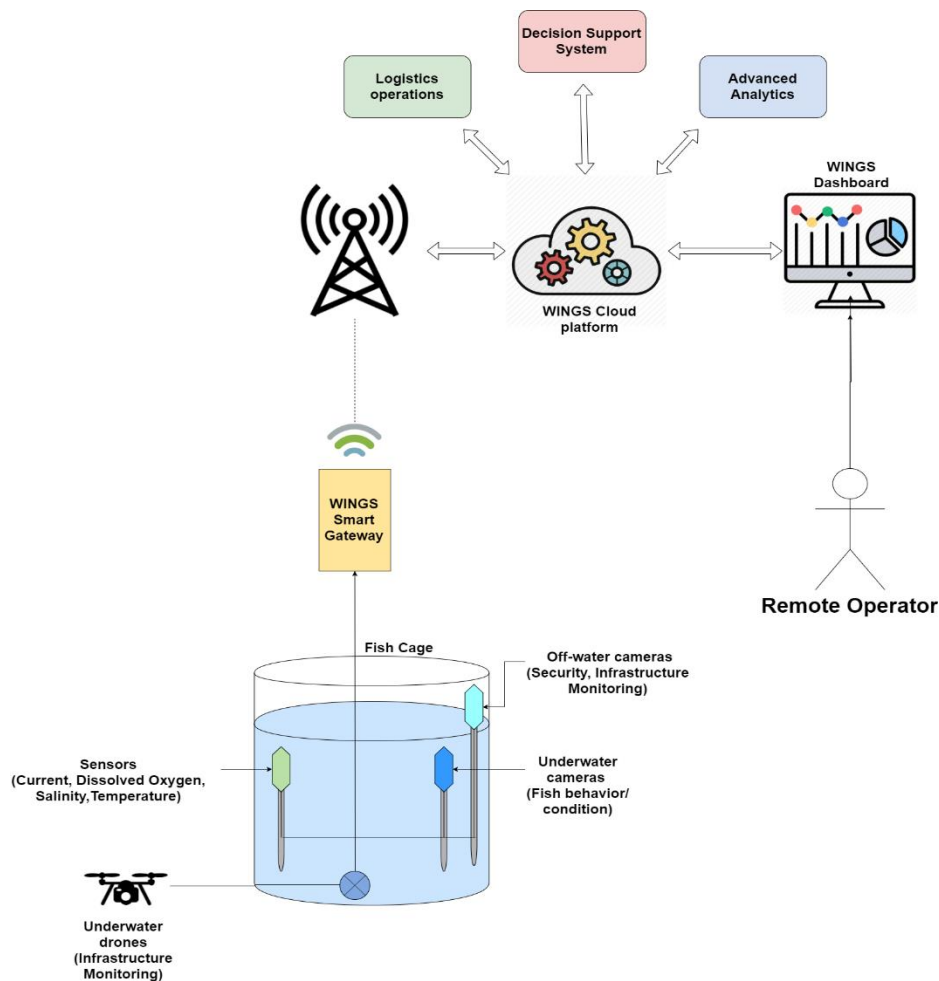 Decision Support
System
Logistics
operations
Advanced
Analytics
WINGS
Dashboard
WINGS Cloud
platform
WINGS
Smart
Gateway
Remote Operator
Fish Cage
Off-water cameras
(Security, Infrastructure
Monitoring)
Sensors
(Current, Dissolved Oxygen,
Salinity,Temperature)
Underwater
cameras
(Fish behavior/
condition)
Underwater
drones
(Infrastructure
Monitoring)